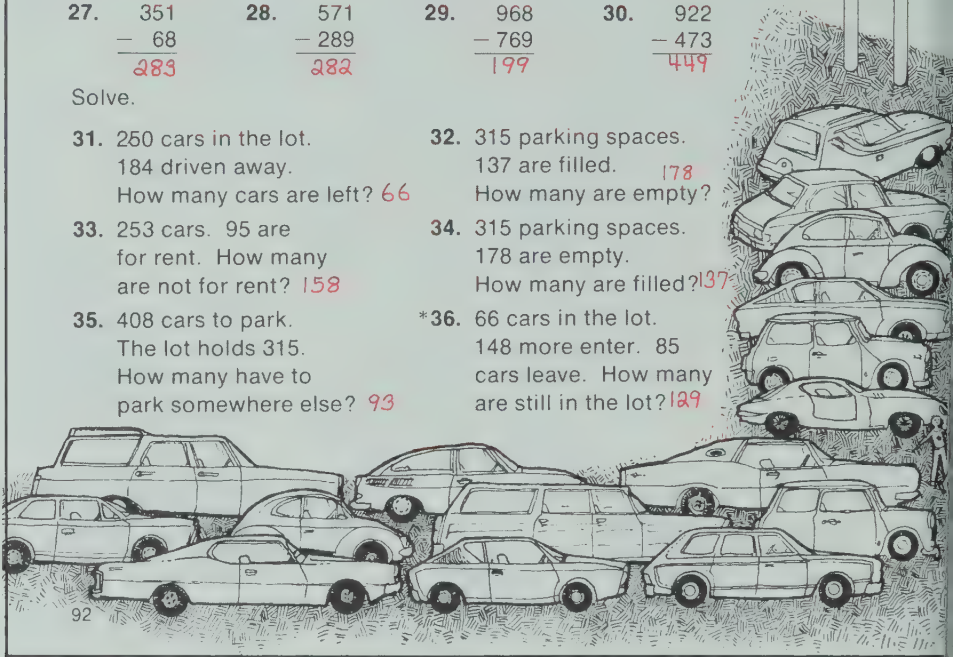 27. 351 28. 571 29. 968 30. 922
− 68 − 289 − 769 − 473
283 282 199 449
Solve.
31. 250 cars in the lot.
184 driven away.
How many cars are left? 66
32. 315 parking spaces.
137 are filled. 178
How many are empty?
33. 253 cars. 95 are
for rent. How many
are not for rent? 158
34. 315 parking spaces.
178 are empty.
How many are filled? 137
35. 408 cars to park.
The lot holds 315.
How many have to
park somewhere else? 93
*36. 66 cars in the lot.
148 more enter. 85
cars leave. How many
are still in the lot? 129
92